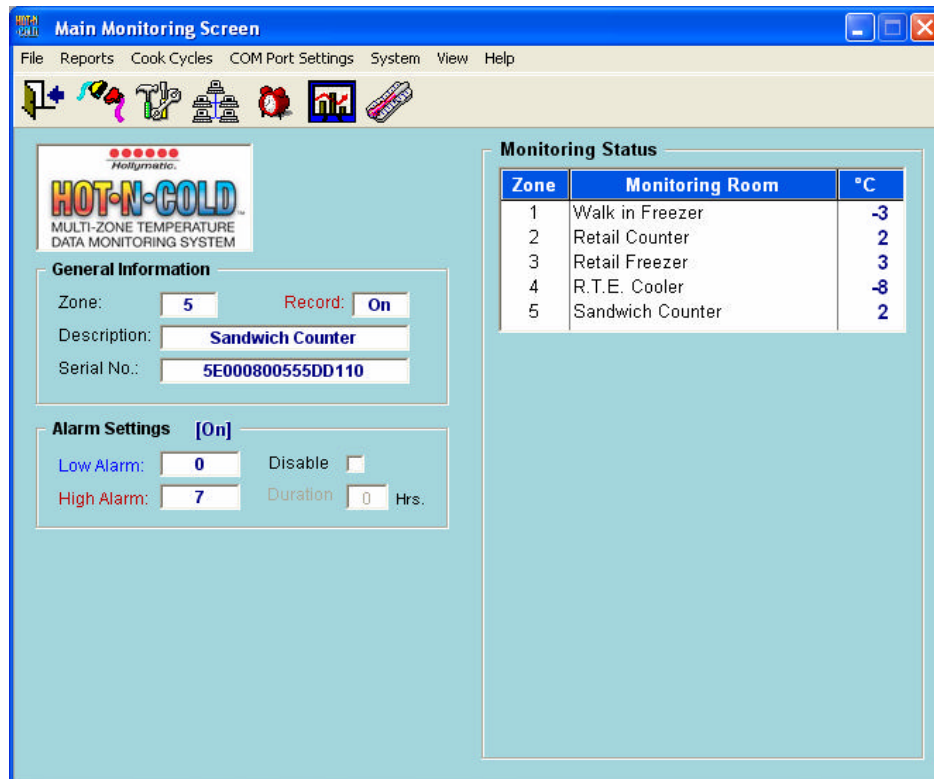 Main Monitoring Screen
File Reports Cook Cycles COM Port Settings System View Help
Hollymatic.
HOT•N•COLD™
MULTI-ZONE TEMPERATURE
DATA MONITORING SYSTEM
General Information
Zone: 5 Record: On
Description: Sandwich Counter
Serial No.: 5E000800555DD110
Alarm Settings [On]
Low Alarm: 0 Disable
High Alarm: 7 Duration 0 Hrs.
Monitoring Status
Zone Monitoring Room °C
1 Walk in Freezer -3
2 Retail Counter 2
3 Retail Freezer 3
4 R.T.E. Cooler -8
5 Sandwich Counter 2